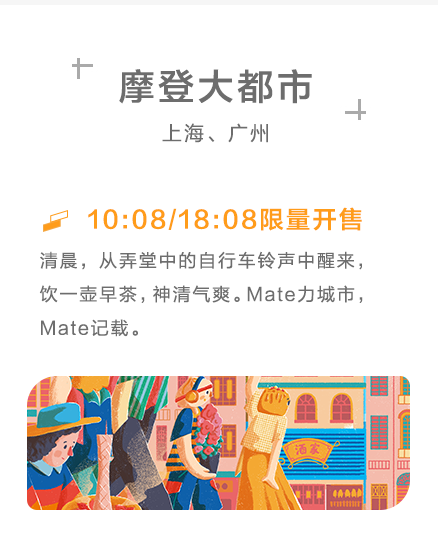 摩登大都市
上海、广州
10:08/18:08限量开售
清晨，从弄堂中的自行车铃声中醒来，
饮一壶早茶，神清气爽。Mate力城市，
Mate记载。
酒家